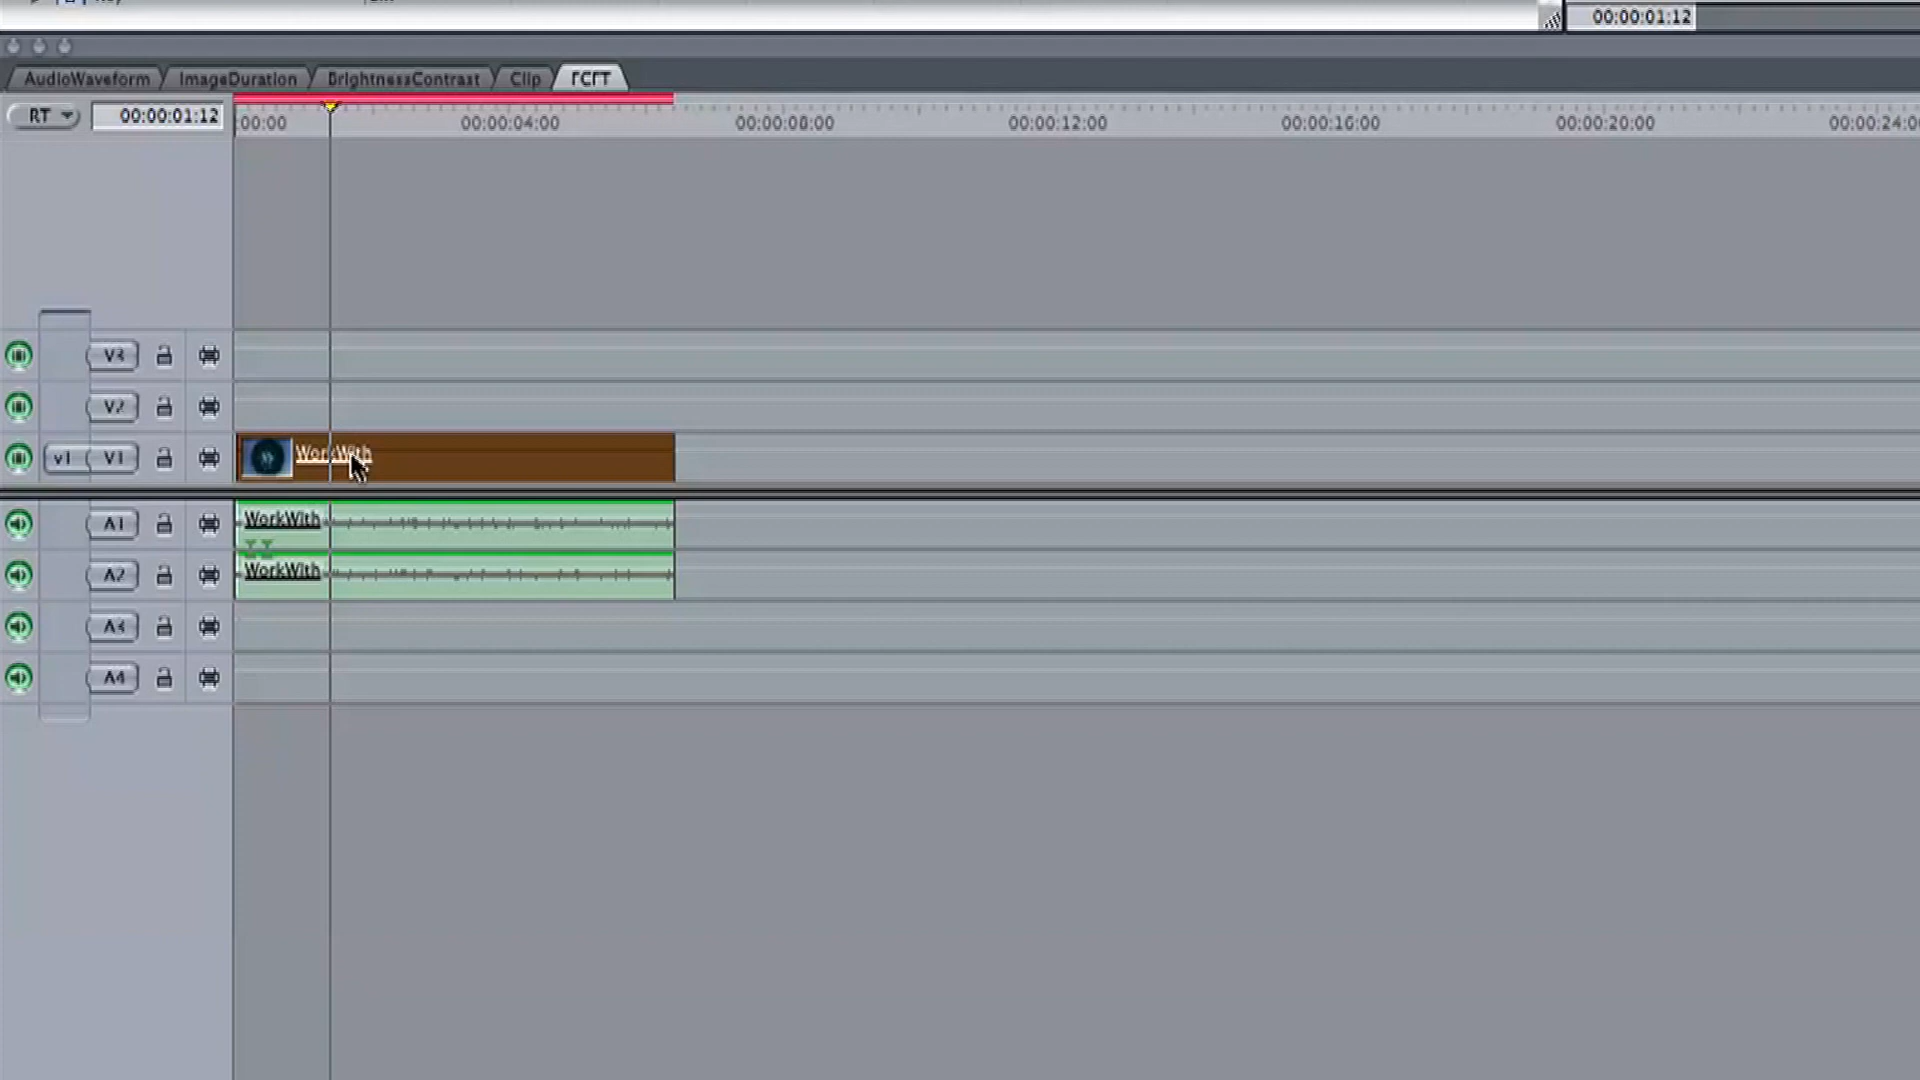 00:00:01:12
AudioWaveform ImageDuration BrightnessContrast Clip FCFT
RT 00:00:01:12 :00:00 00:00:04:00 00:00:08:00 00:00:12:00 00:00:16:00 00:00:20:00 00:00:24:0
V3
V2
v1 V1 WorkWith
A1 WorkWith
A2 WorkWith
A3
A4